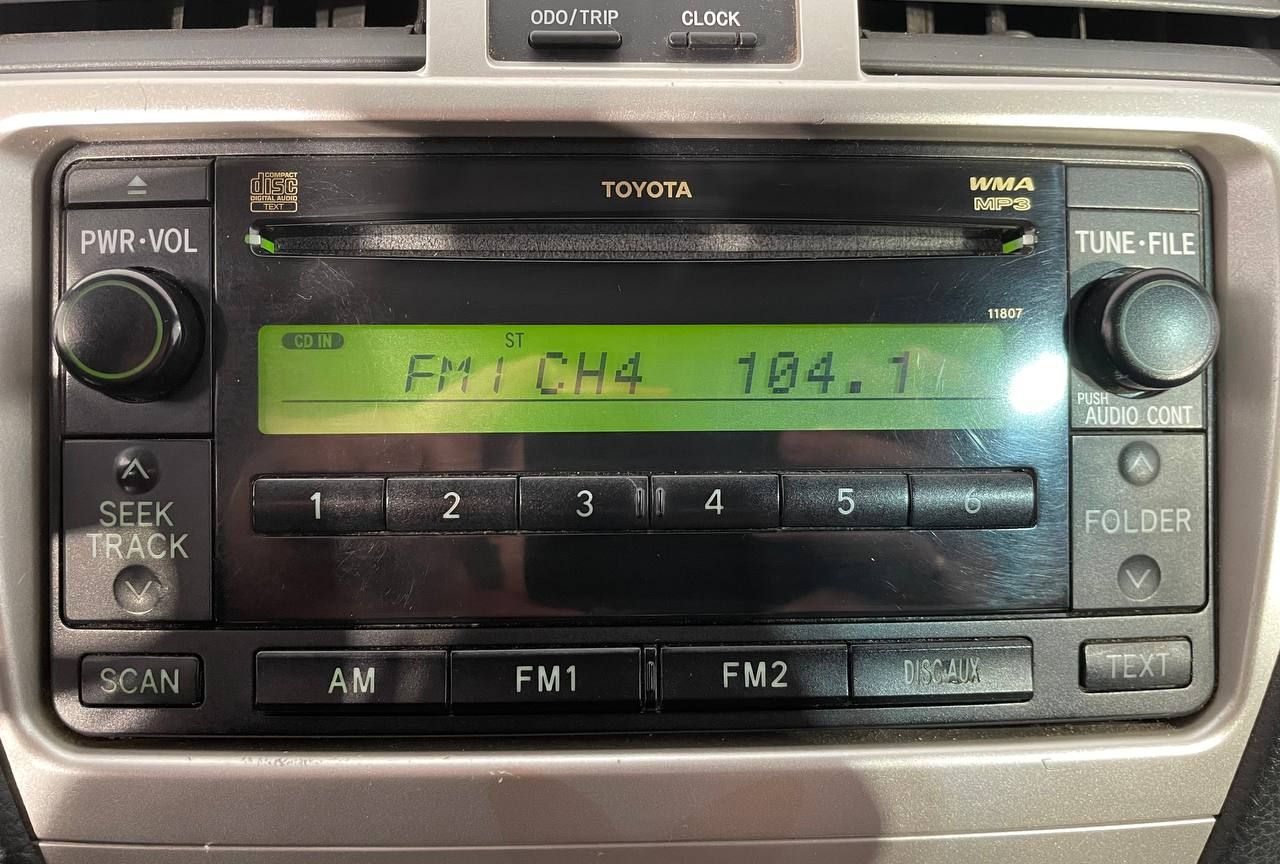 ODO/TRIP CLOCK
COMPACT
disc
DIGITAL AUDIO
TEXT
TOYOTA
WMA
MP3
PWR·VOL
TUNE·FILE
11807
CD IN
ST
FM1 CH4 104.1
PUSH
AUDIO CONT
SEEK
TRACK
1 2 3 4 5 6
FOLDER
SCAN AM FM1 FM2 DISC·AUX TEXT